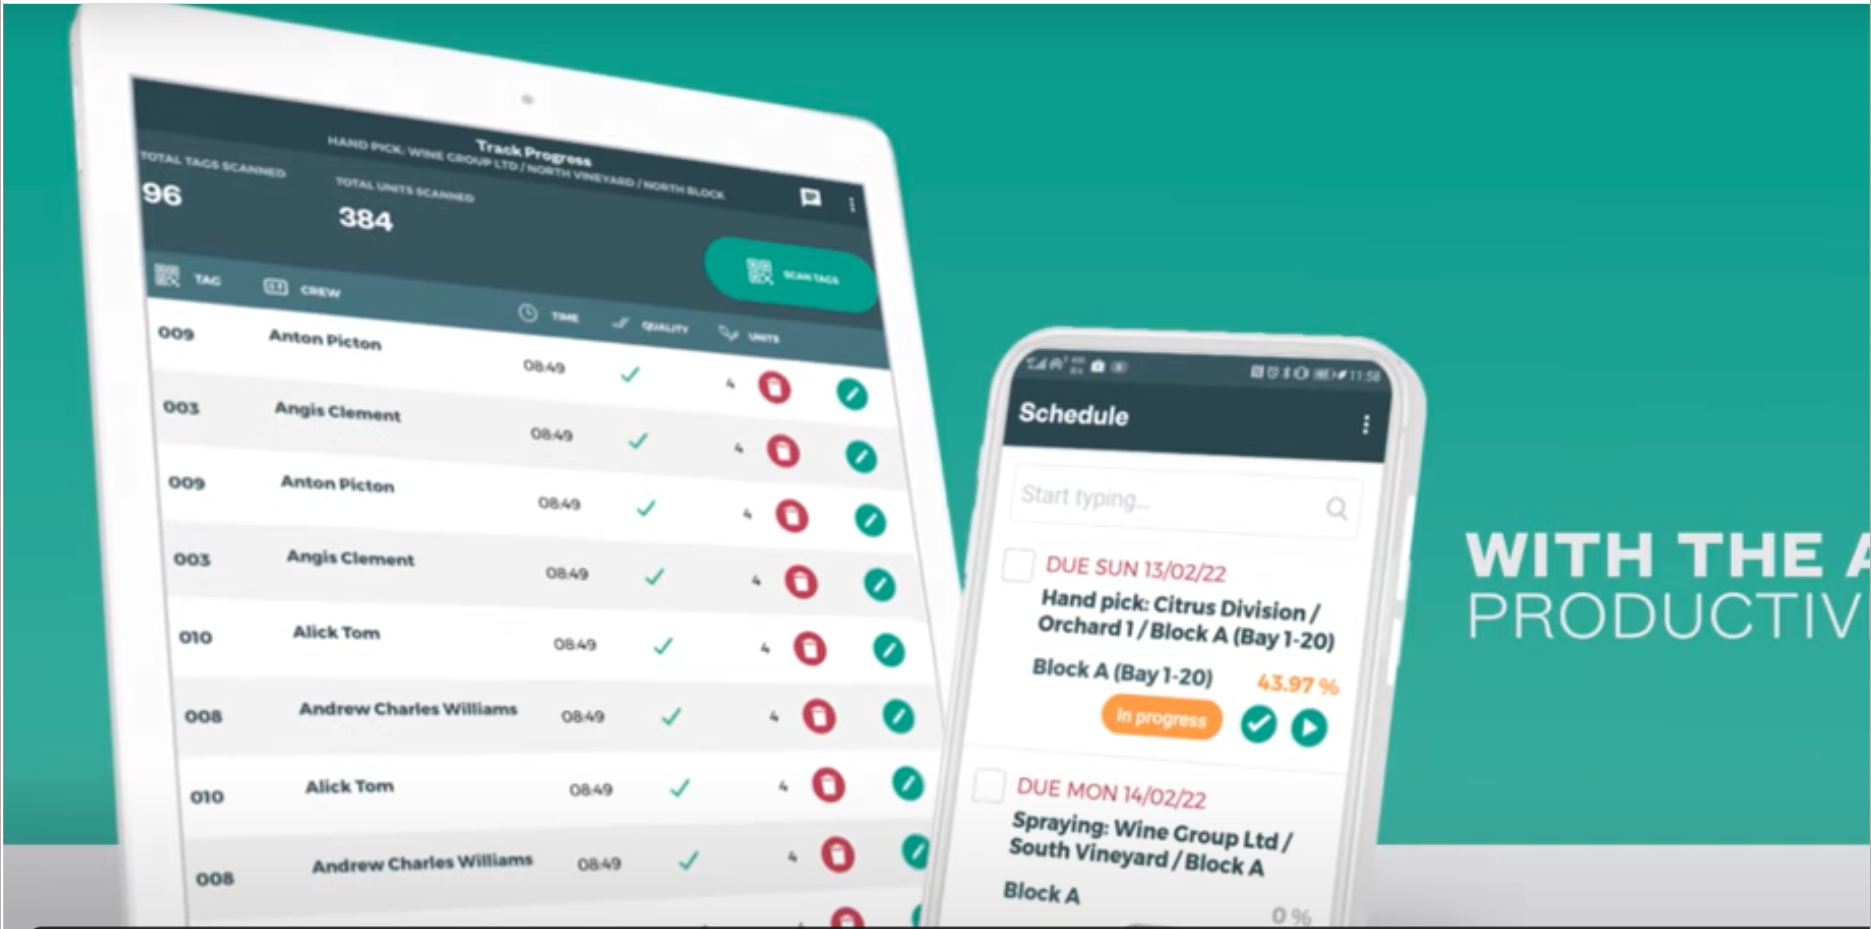 Track Progress
HAND PICK: WINE GROUP LTD / NORTH VINEYARD / NORTH BLOCK
TOTAL TAGS SCANNED
96
TOTAL UNITS SCANNED
384
SCAN TAGS
TAG CREW TIME QUALITY UNITS
009 Anton Picton 08:49 4
003 Angis Clement 08:49 4
009 Anton Picton 08:49 4
003 Angis Clement 08:49 4
010 Alick Tom 08:49 4
008 Andrew Charles Williams 08:49 4
010 Alick Tom 08:49 4
008 Andrew Charles Williams 08:49 4
4
11:58
Schedule
Start typing...
DUE SUN 13/02/22
Hand pick: Citrus Division /
Orchard 1 / Block A (Bay 1-20)
Block A (Bay 1-20) 43.97 %
In progress
DUE MON 14/02/22
Spraying: Wine Group Ltd /
South Vineyard / Block A
Block A
0 %
WITH THE A
PRODUCTIV